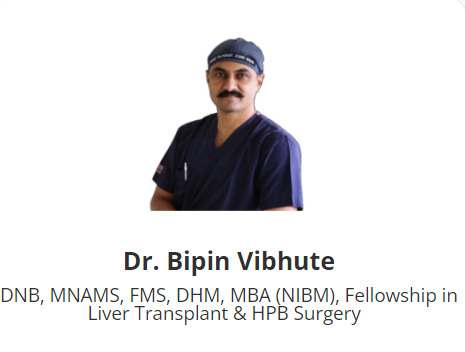 Dr. Bipin Vibhute
DNB, MNAMS, FMS, DHM, MBA (NIBM), Fellowship in
Liver Transplant & HPB Surgery